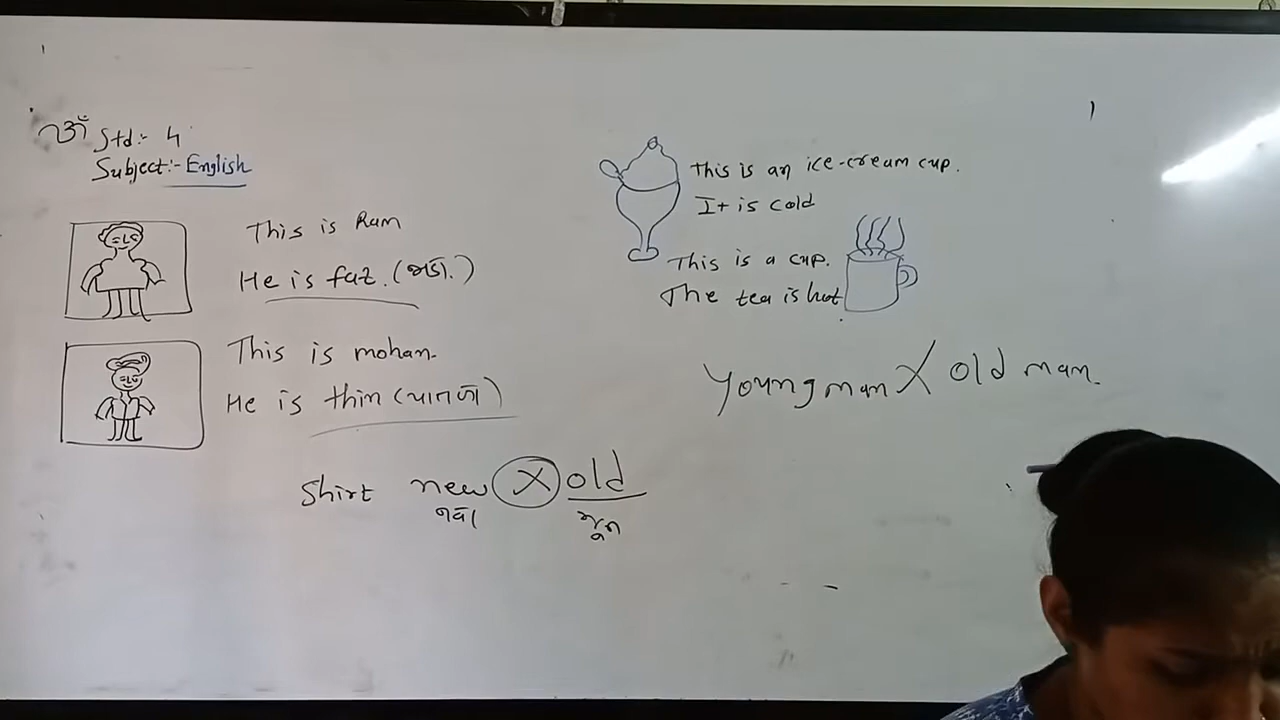 ૐ Std:- 4
Subject:- English
This is Ram
He is fat. (જાડા.)
This is mohan.
He is thin (પાતળા)
Shirt new X old
નવા જૂના
This is an ice-cream cup.
It is cold
This is a cup.
The tea is hot.
Young man X old man.